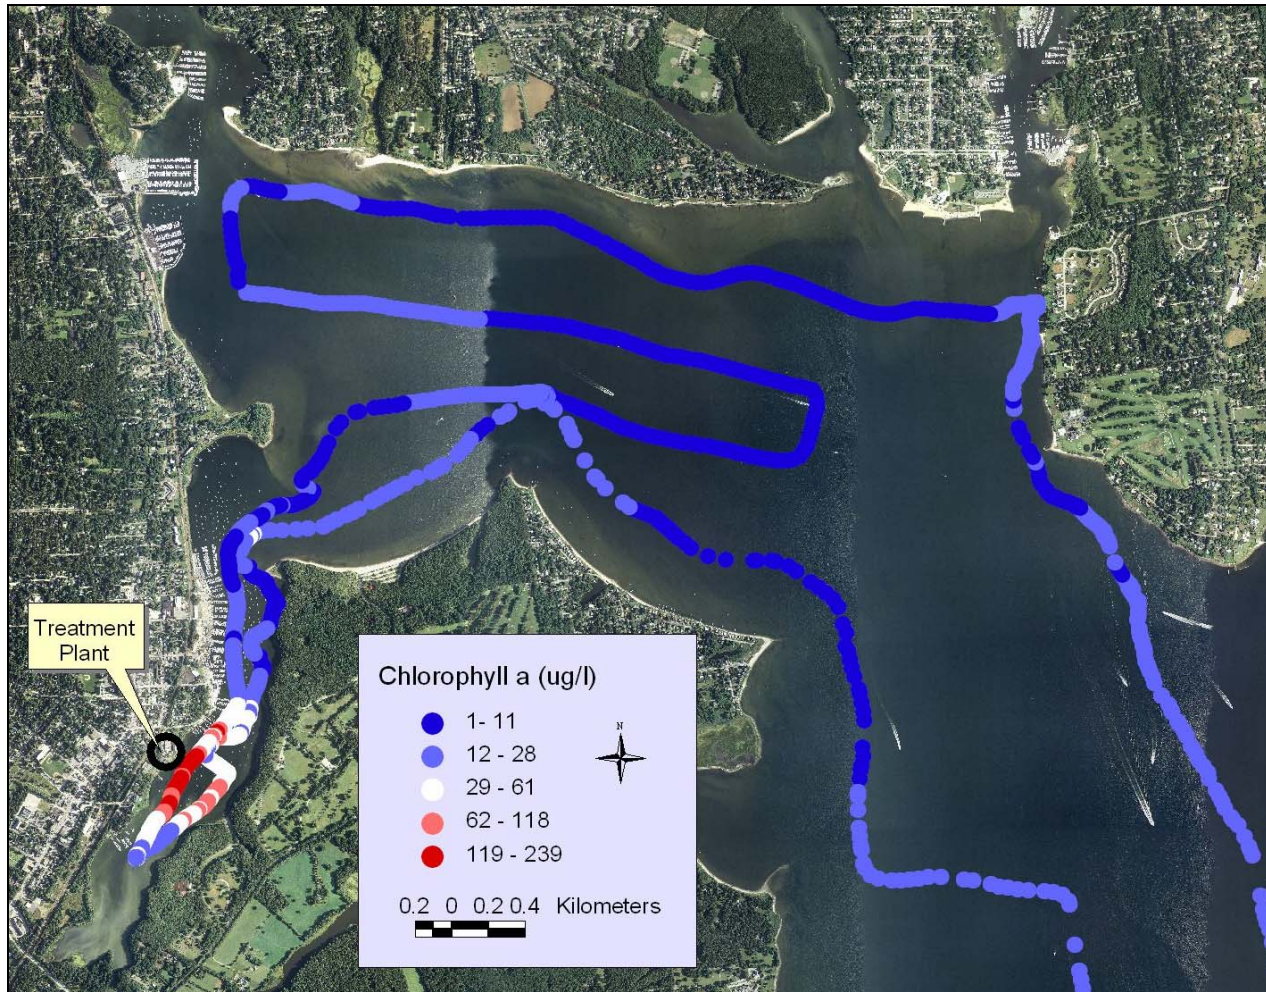 Treatment
Plant
Chlorophyll a (ug/l)
1- 11
12 - 28
29 - 61
62 - 118
119 - 239
N
0.2 0 0.2 0.4 Kilometers